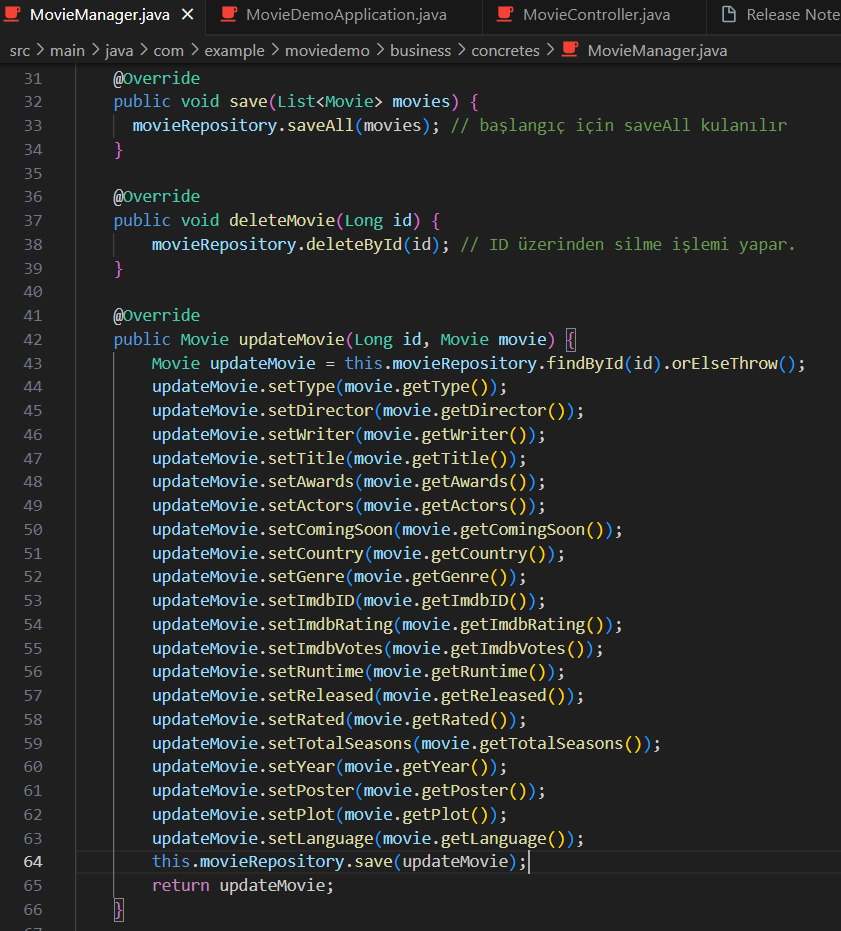 MovieManager.java × MovieDemoApplication.java MovieController.java Release Note
src > main > java > com > example > moviedemo > business > concretes > MovieManager.java
31 @Override
32 public void save(List<Movie> movies) {
33 movieRepository.saveAll(movies); // başlangıç için saveAll kulanılır
34 }
35
36 @Override
37 public void deleteMovie(Long id) {
38 movieRepository.deleteById(id); // ID üzerinden silme işlemi yapar.
39 }
40
41 @Override
42 public Movie updateMovie(Long id, Movie movie) {
43 Movie updateMovie = this.movieRepository.findById(id).orElseThrow();
44 updateMovie.setType(movie.getType());
45 updateMovie.setDirector(movie.getDirector());
46 updateMovie.setWriter(movie.getWriter());
47 updateMovie.setTitle(movie.getTitle());
48 updateMovie.setAwards(movie.getAwards());
49 updateMovie.setActors(movie.getActors());
50 updateMovie.setComingSoon(movie.getComingSoon());
51 updateMovie.setCountry(movie.getCountry());
52 updateMovie.setGenre(movie.getGenre());
53 updateMovie.setImdbID(movie.getImdbID());
54 updateMovie.setImdbRating(movie.getImdbRating());
55 updateMovie.setImdbVotes(movie.getImdbVotes());
56 updateMovie.setRuntime(movie.getRuntime());
57 updateMovie.setReleased(movie.getReleased());
58 updateMovie.setRated(movie.getRated());
59 updateMovie.setTotalSeasons(movie.getTotalSeasons());
60 updateMovie.setYear(movie.getYear());
61 updateMovie.setPoster(movie.getPoster());
62 updateMovie.setPlot(movie.getPlot());
63 updateMovie.setLanguage(movie.getLanguage());
64 this.movieRepository.save(updateMovie);
65 return updateMovie;
66 }